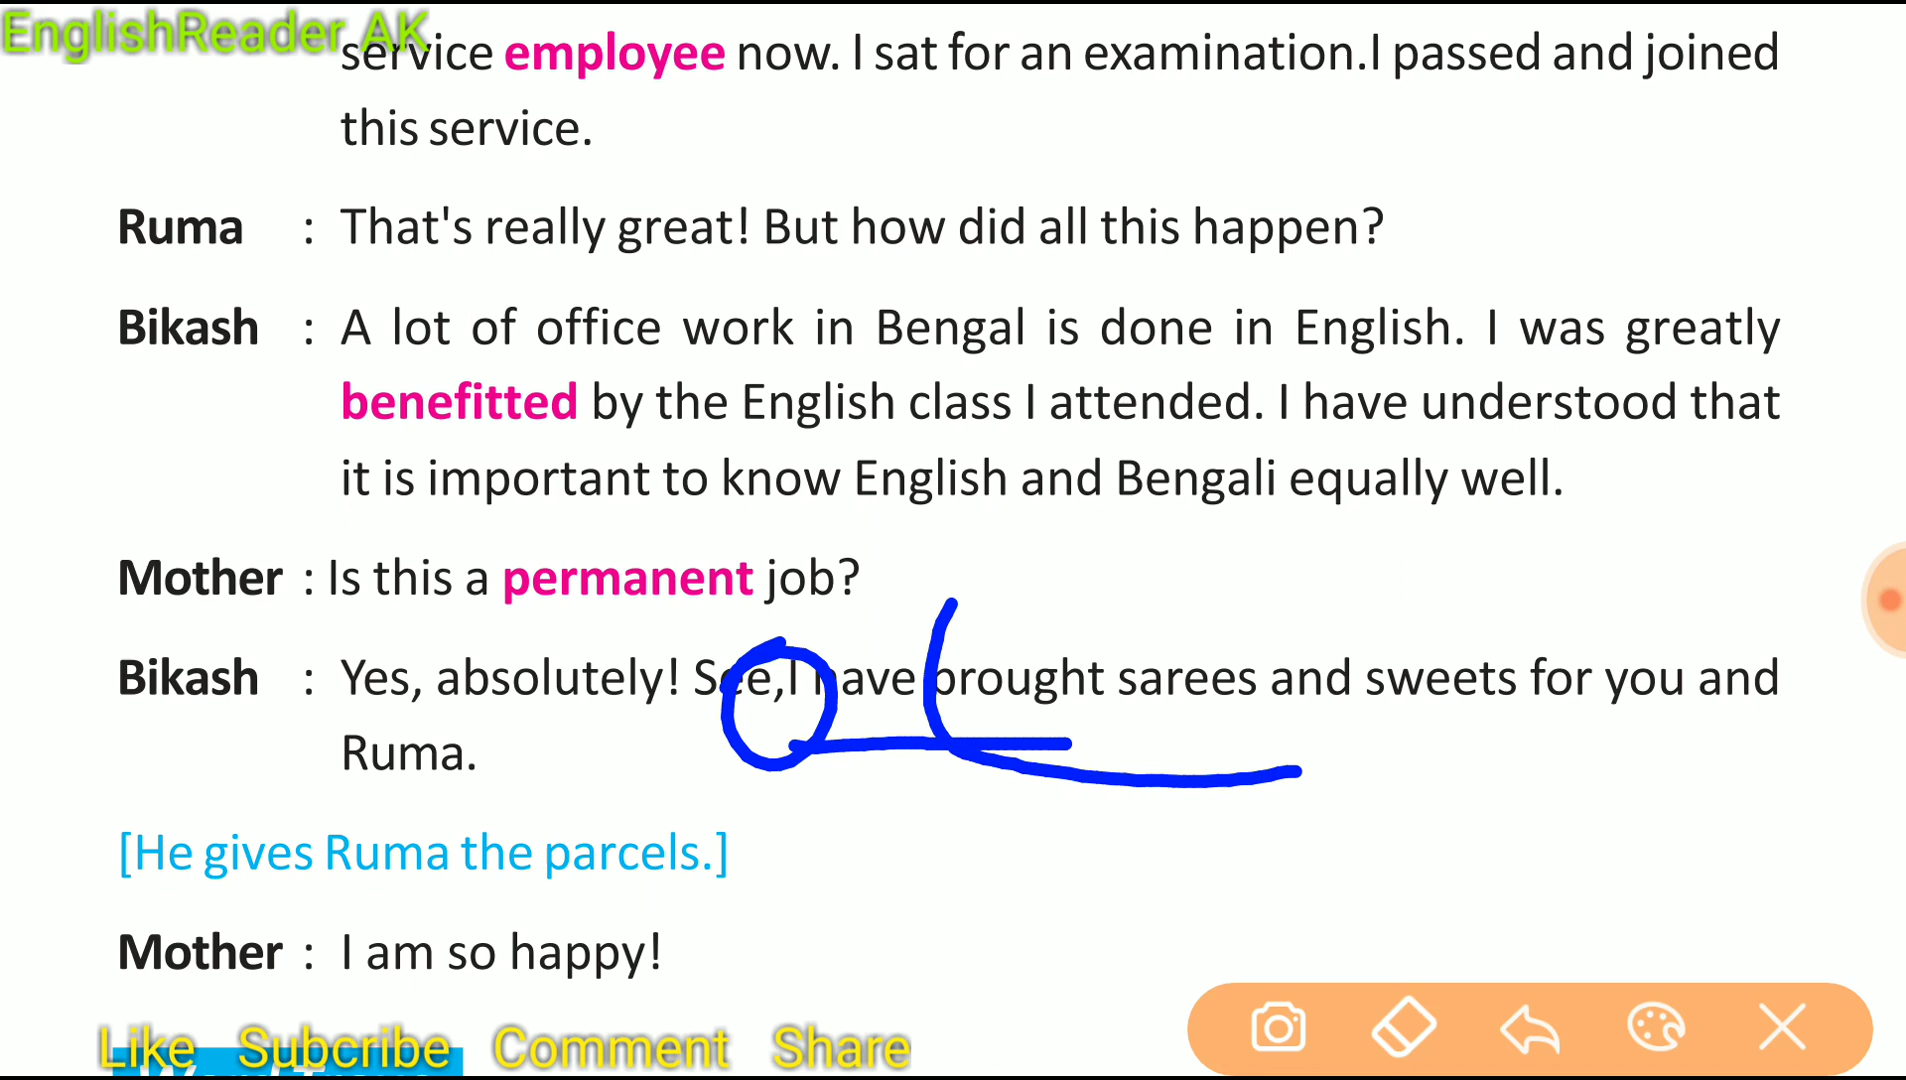 EnglishReader AK
service employee now. I sat for an examination.I passed and joined
this service.
Ruma : That's really great! But how did all this happen?
Bikash : A lot of office work in Bengal is done in English. I was greatly
benefitted by the English class I attended. I have understood that
it is important to know English and Bengali equally well.
Mother : Is this a permanent job?
Bikash : Yes, absolutely! See,I have brought sarees and sweets for you and
Ruma.
[He gives Ruma the parcels.]
Mother : I am so happy!
Like Subcribe Comment Share